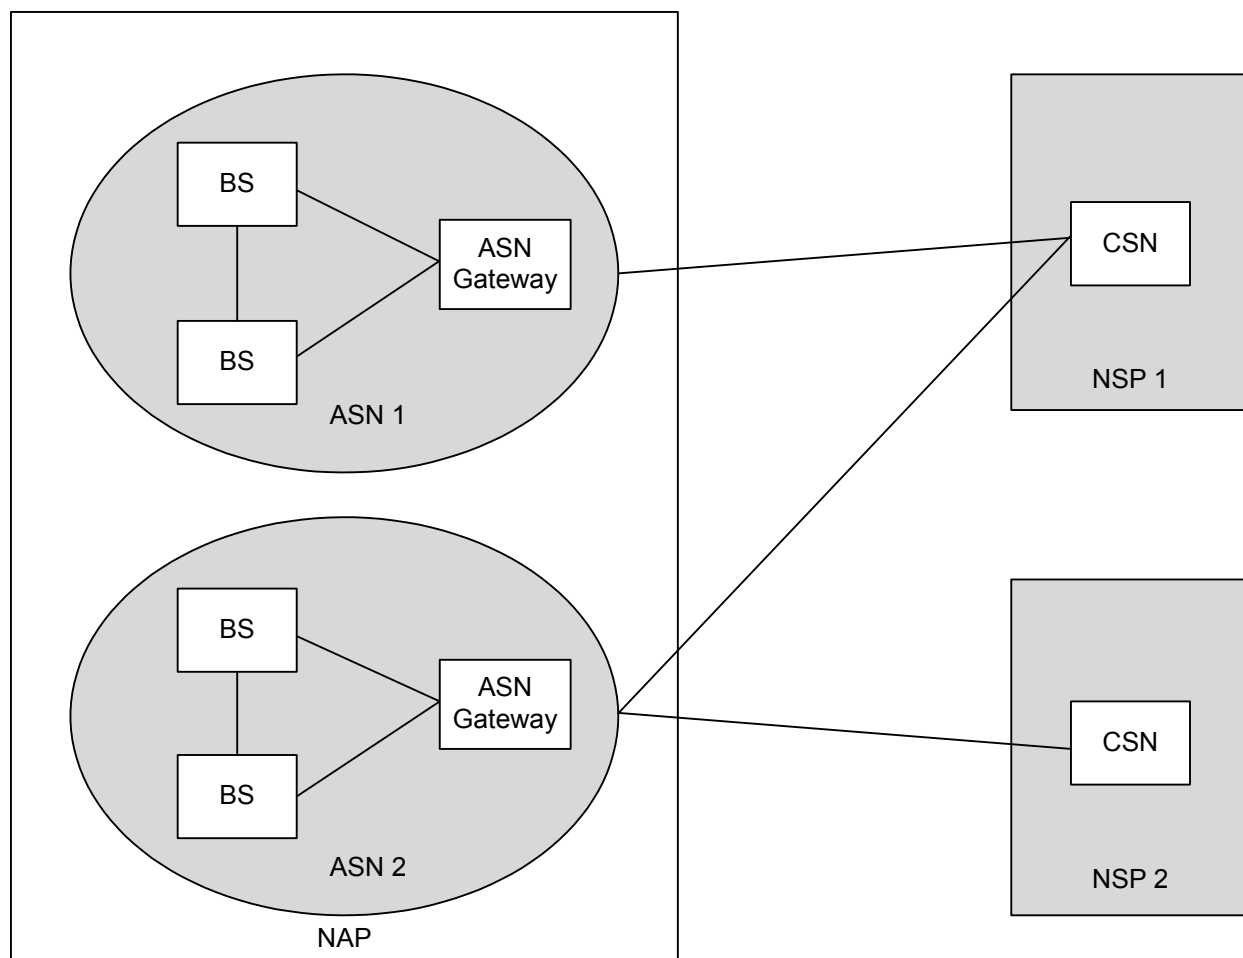 BS
ASN
Gateway
BS
ASN 1
CSN
NSP 1
BS
ASN
Gateway
BS
ASN 2
NAP
CSN
NSP 2